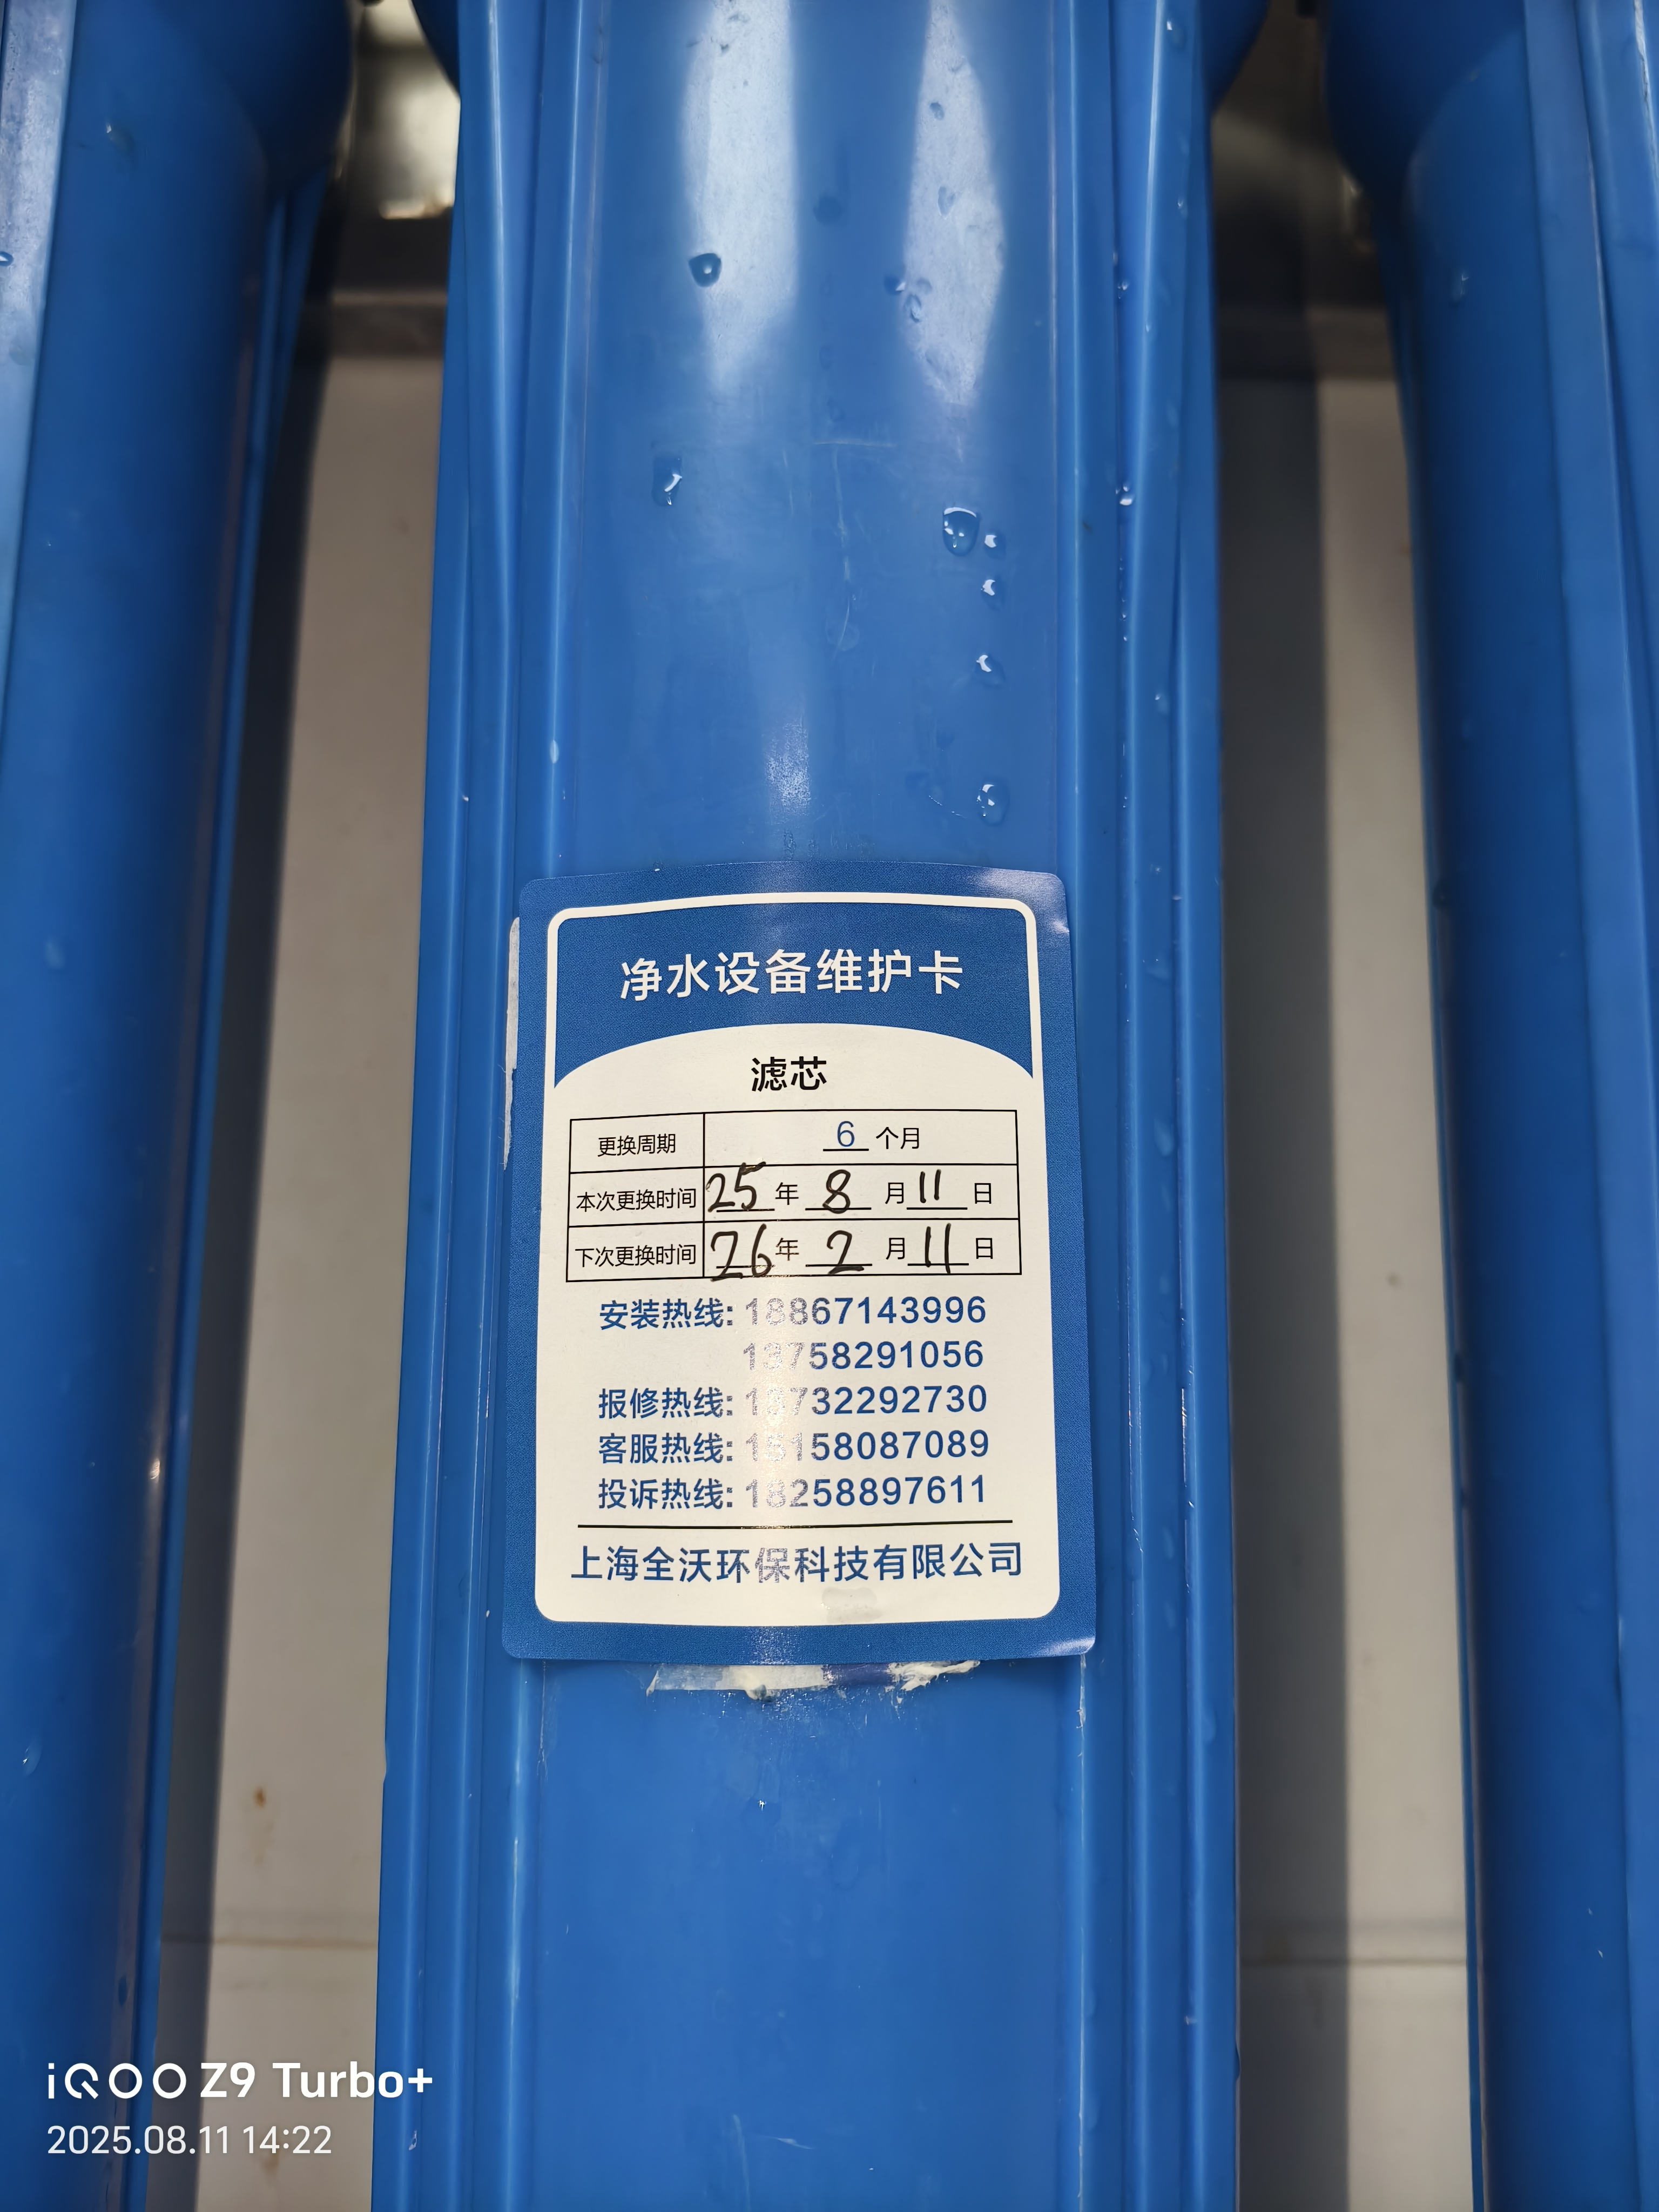 净水设备维护卡
滤芯
更换周期 6 个月
本次更换时间 25 年 8 月 11 日
下次更换时间 26 年 2 月 11 日
安装热线: 18867143996
13758291056
报修热线: 13732292730
客服热线: 15158087089
投诉热线: 18258897611
上海全沃环保科技有限公司
iQOO Z9 Turbo+
2025.08.11 14:22